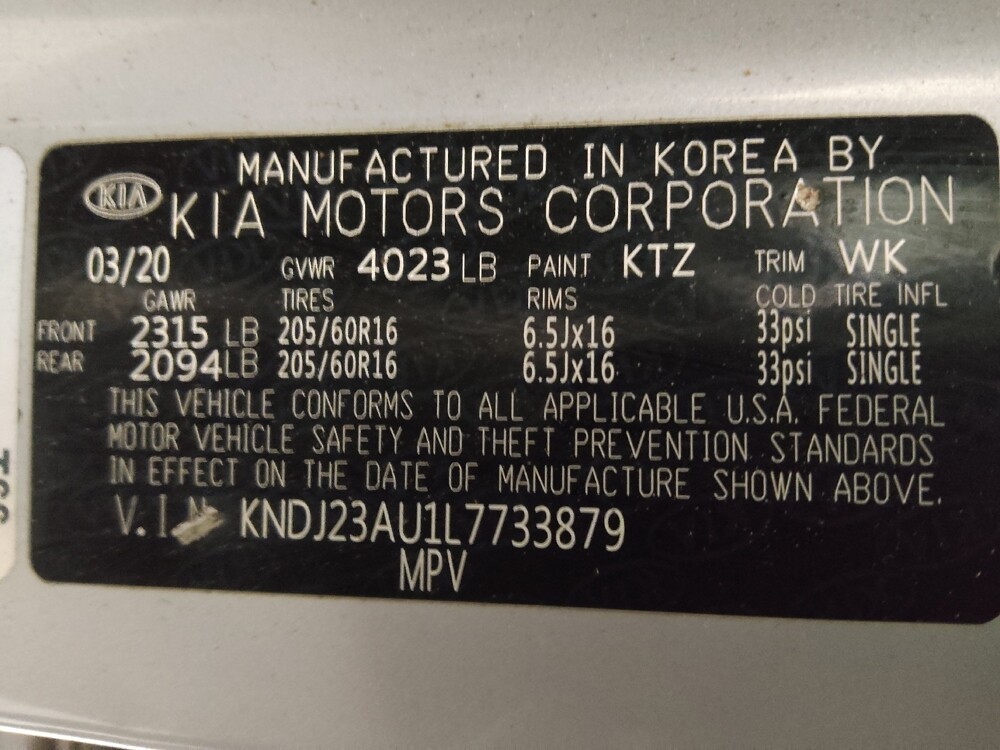 MANUFACTURED IN KOREA BY
KIA KIA MOTORS CORPORATION
03/20 GVWR 4023 LB PAINT KTZ TRIM WK
GAWR TIRES RIMS COLD TIRE INFL
FRONT 2315 LB 205/60R16 6.5Jx16 33psi SINGLE
REAR 2094 LB 205/60R16 6.5Jx16 33psi SINGLE
THIS VEHICLE CONFORMS TO ALL APPLICABLE U.S.A. FEDERAL
MOTOR VEHICLE SAFETY AND THEFT PREVENTION STANDARDS
IN EFFECT ON THE DATE OF MANUFACTURE SHOWN ABOVE.
V.I.N KNDJ23AU1L7733879
MPV